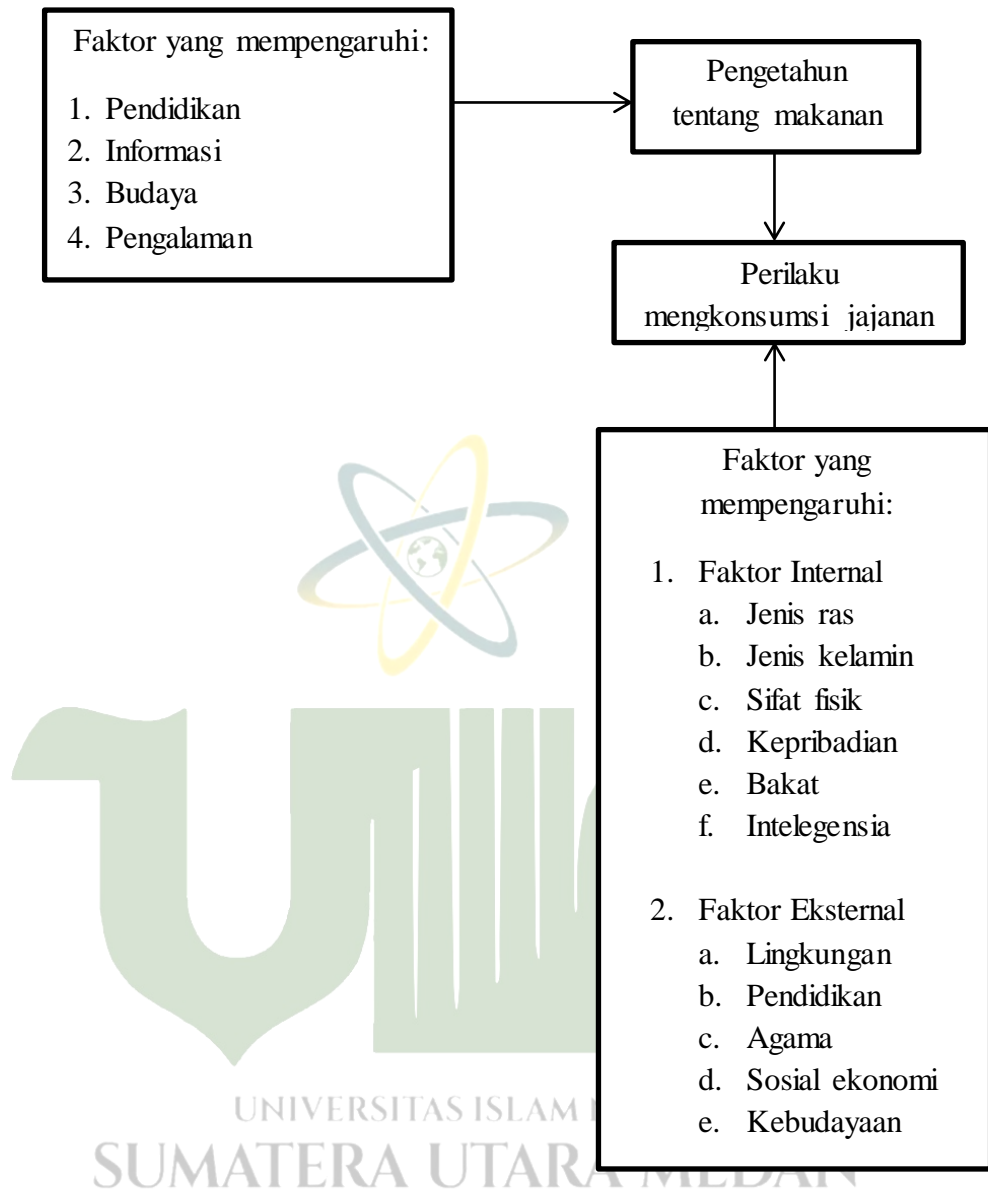 Faktor yang mempengaruhi:
1. Pendidikan
2. Informasi
3. Budaya
4. Pengalaman
Pengetahun
tentang makanan
Perilaku
mengkonsumsi jajanan
Faktor yang
mempengaruhi:
1. Faktor Internal
a. Jenis ras
b. Jenis kelamin
c. Sifat fisik
d. Kepribadian
e. Bakat
f. Intelegensia
2. Faktor Eksternal
a. Lingkungan
b. Pendidikan
c. Agama
d. Sosial ekonomi
e. Kebudayaan
UNIVERSITAS ISLAM
SUMATERA UTARA MEDAN